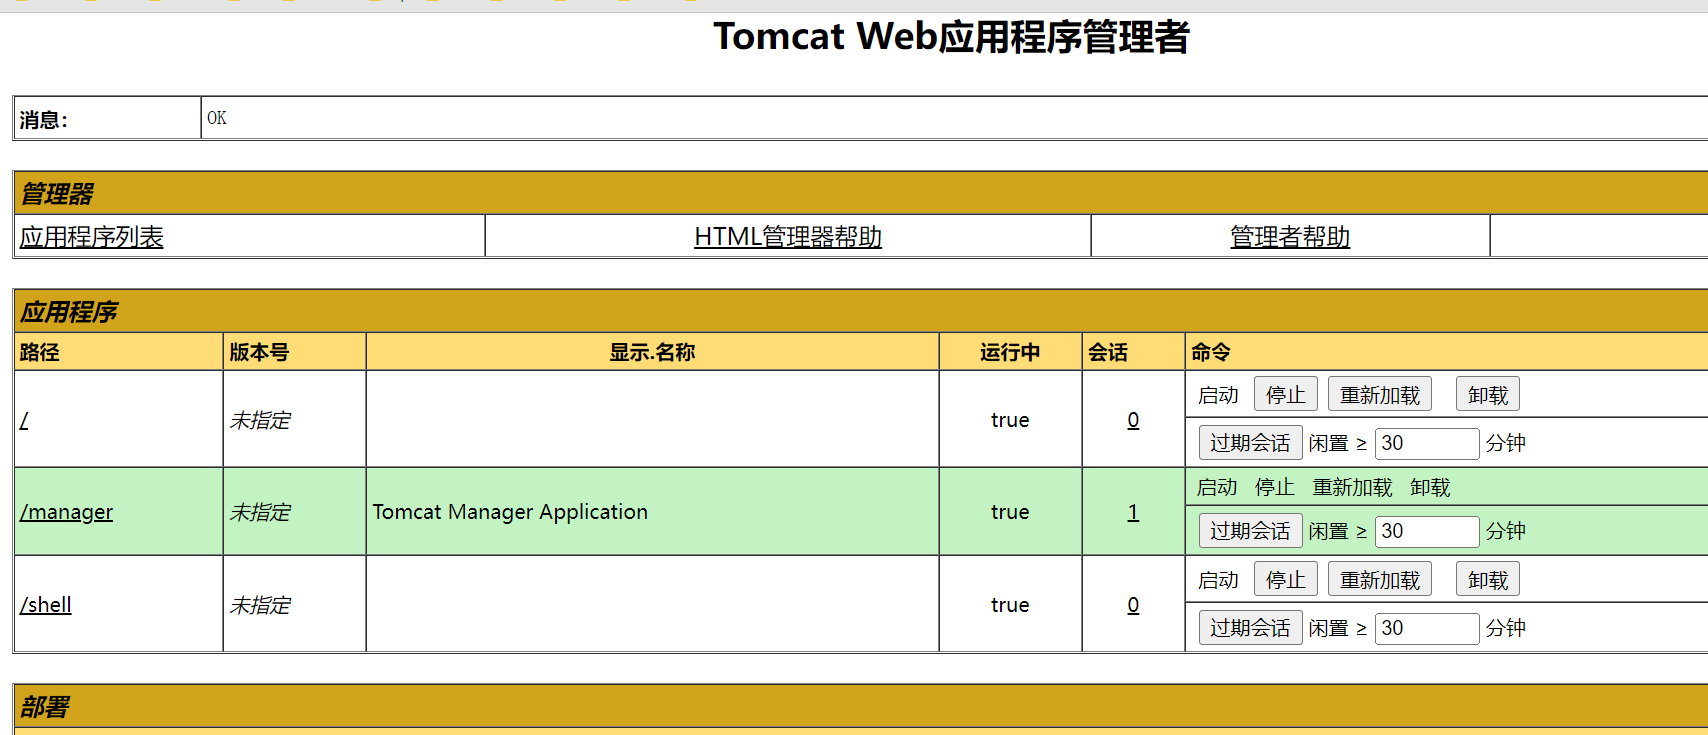 Tomcat Web应用程序管理者
消息： OK
管理器
应用程序列表 HTML管理器帮助 管理者帮助
应用程序
路径 版本号 显示.名称 运行中 会话 命令
/ 未指定 true 0 启动 停止 重新加载 卸载
过期会话 闲置 ≥ 30 分钟
/manager 未指定 Tomcat Manager Application true 1 启动 停止 重新加载 卸载
过期会话 闲置 ≥ 30 分钟
/shell 未指定 true 0 启动 停止 重新加载 卸载
过期会话 闲置 ≥ 30 分钟
部署